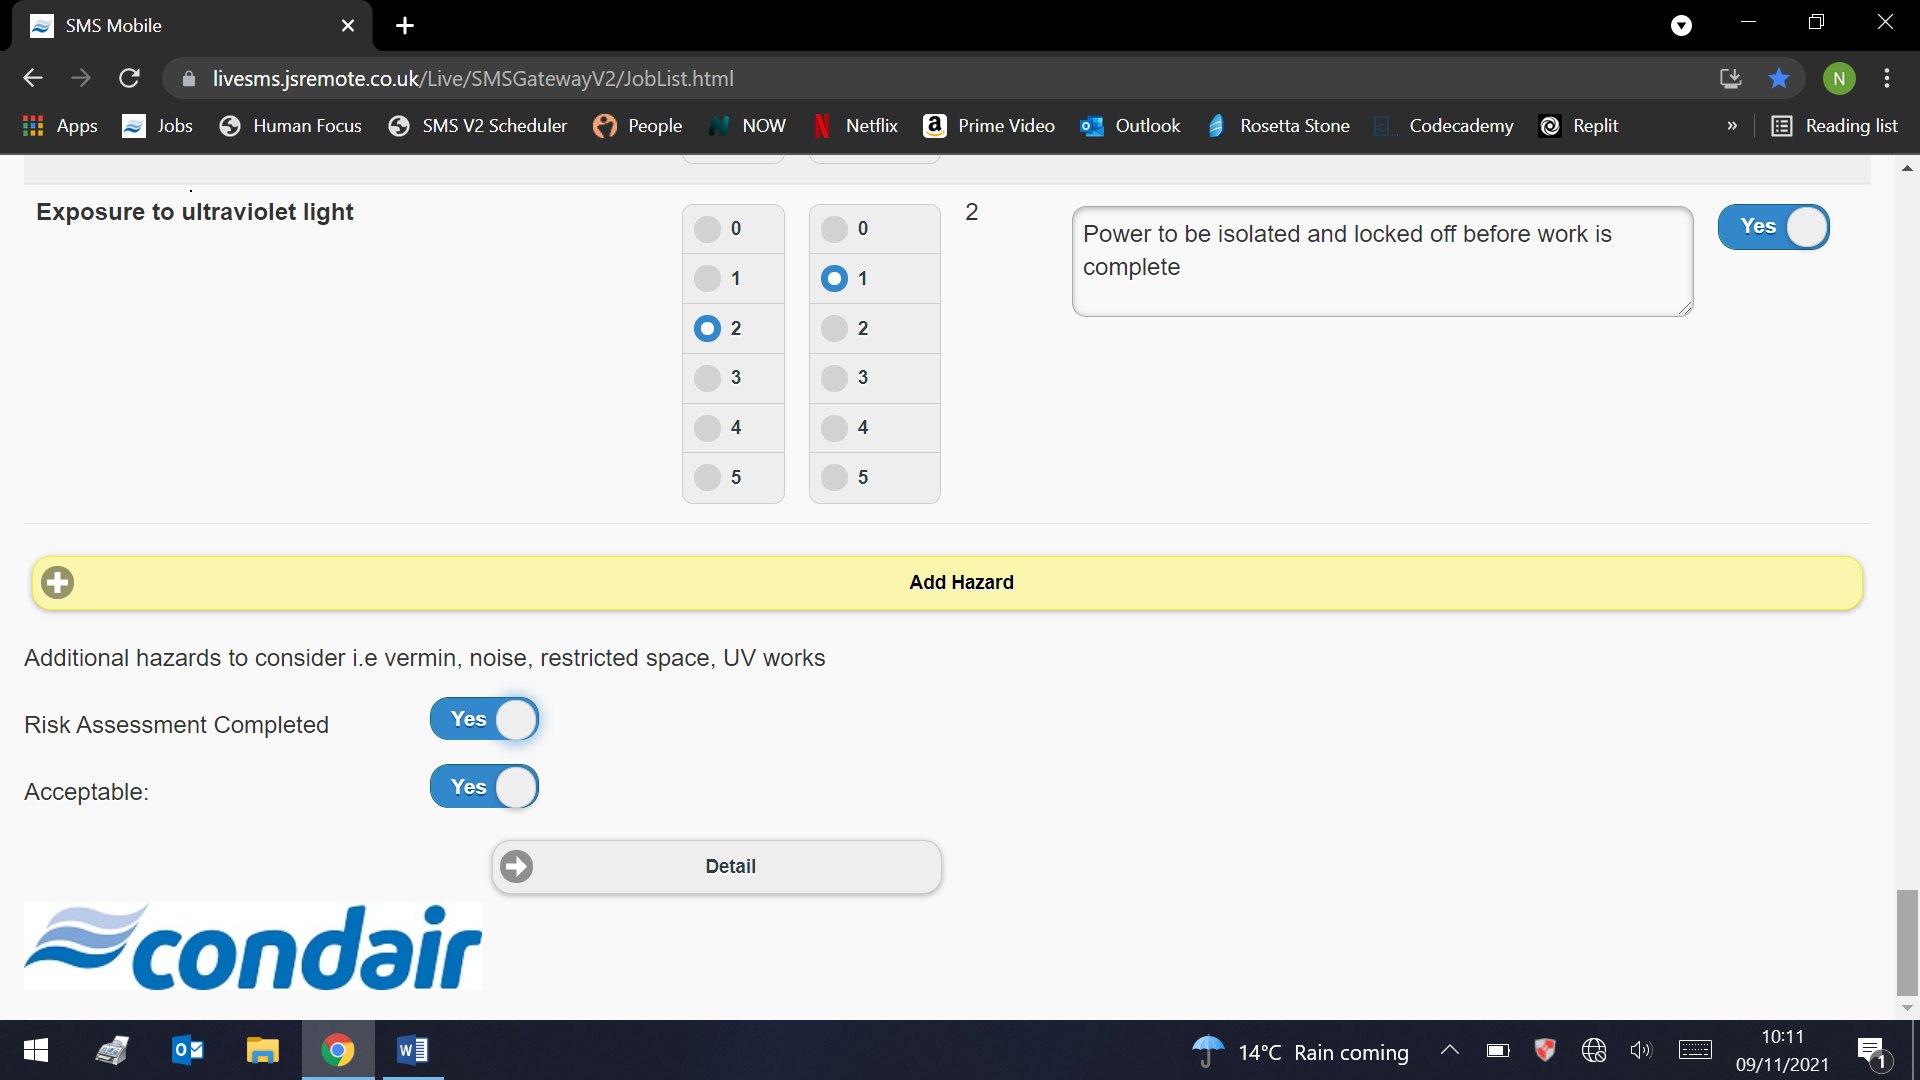 SMS Mobile
livesms.jsremote.co.uk/Live/SMSGatewayV2/JobList.html
N
Apps
Jobs
Human Focus
SMS V2 Scheduler
People
NOW
Netflix
Prime Video
Outlook
Rosetta Stone
Codecademy
Replit
»
Reading list
Exposure to ultraviolet light
0
1
2
3
4
5
0
1
2
3
4
5
2
Power to be isolated and locked off before work is
complete
Yes
Add Hazard
Additional hazards to consider i.e vermin, noise, restricted space, UV works
Risk Assessment Completed
Yes
Acceptable:
Yes
Detail
condair
14°C Rain coming
10:11
09/11/2021
1